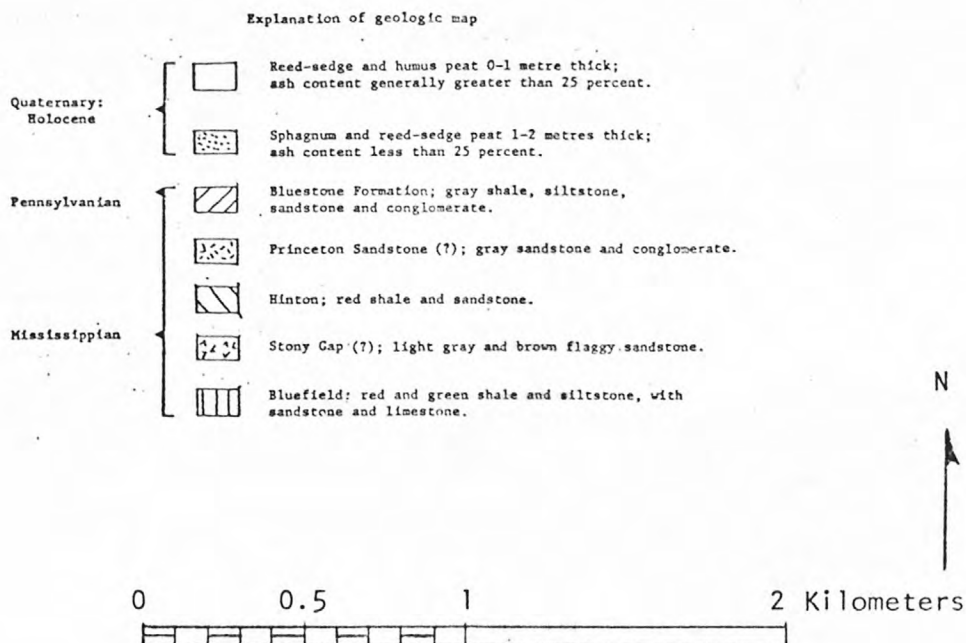 Explanation of geologic map
Quaternary:
Holocene
Reed-sedge and humus peat 0-1 metre thick;
ash content generally greater than 25 percent.
Sphagnum and reed-sedge peat 1-2 metres thick;
ash content less than 25 percent.
Pennsylvanian
Bluestone Formation; gray shale, siltstone,
sandstone and conglomerate.
Princeton Sandstone (?); gray sandstone and conglomerate.
Hinton; red shale and sandstone.
Mississippian
Stony Gap (?); light gray and brown flaggy sandstone.
Bluefield; red and green shale and siltstone, with
sandstone and limestone.
N
0 0.5 1 2 Kilometers